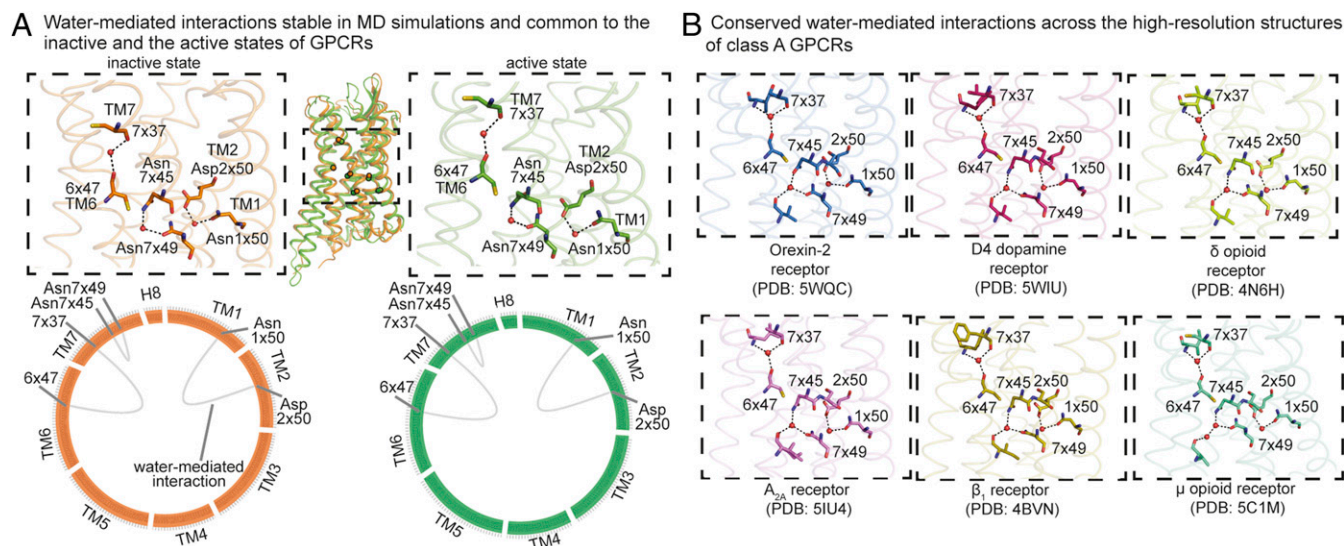 A Water-mediated interactions stable in MD simulations and common to the
inactive and the active states of GPCRs
inactive state
TM7
7x37
Asn
7x45
TM2
Asp2x50
6x47
TM6
TM1
Asn7x49
Asn1x50
active state
TM7
7x37
Asn
7x45
TM2
Asp2x50
6x47
TM6
TM1
Asn7x49
Asn1x50
Asn7x49
Asn7x45
7x37
TM7
H8
TM1
Asn
1x50
TM2
6x47
Asp
2x50
TM6
water-mediated
interaction
TM3
TM5
TM4
Asn7x49
Asn7x45
7x37
TM7
H8
TM1
Asn
1x50
TM2
6x47
Asp
2x50
TM6
TM3
TM5
TM4
B Conserved water-mediated interactions across the high-resolution structures
of class A GPCRs
7x37
7x45
2x50
6x47
1x50
7x49
Orexin-2
receptor
(PDB: 5WQC)
7x37
7x45
2x50
6x47
1x50
7x49
D4 dopamine
receptor
(PDB: 5WIU)
7x37
7x45
2x50
6x47
1x50
7x49
δ opioid
receptor
(PDB: 4N6H)
7x37
7x45
2x50
6x47
1x50
7x49
A2A receptor
(PDB: 5IU4)
7x37
7x45
2x50
6x47
1x50
7x49
β1 receptor
(PDB: 4BVN)
7x37
7x45
2x50
6x47
1x50
7x49
μ opioid receptor
(PDB: 5C1M)